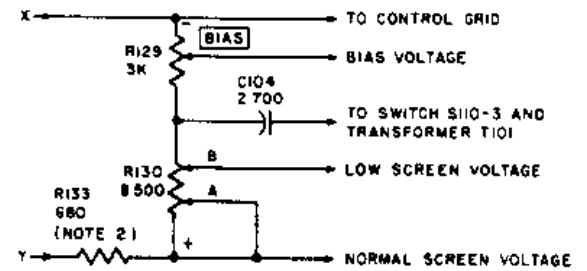 X
-
TO CONTROL GRID
BIAS
R129
3K
BIAS VOLTAGE
C104
2 700
TO SWITCH S110-3 AND
TRANSFORMER T101
B
LOW SCREEN VOLTAGE
R130
8 500
A
R133
680
(NOTE 2)
Y
+
NORMAL SCREEN VOLTAGE